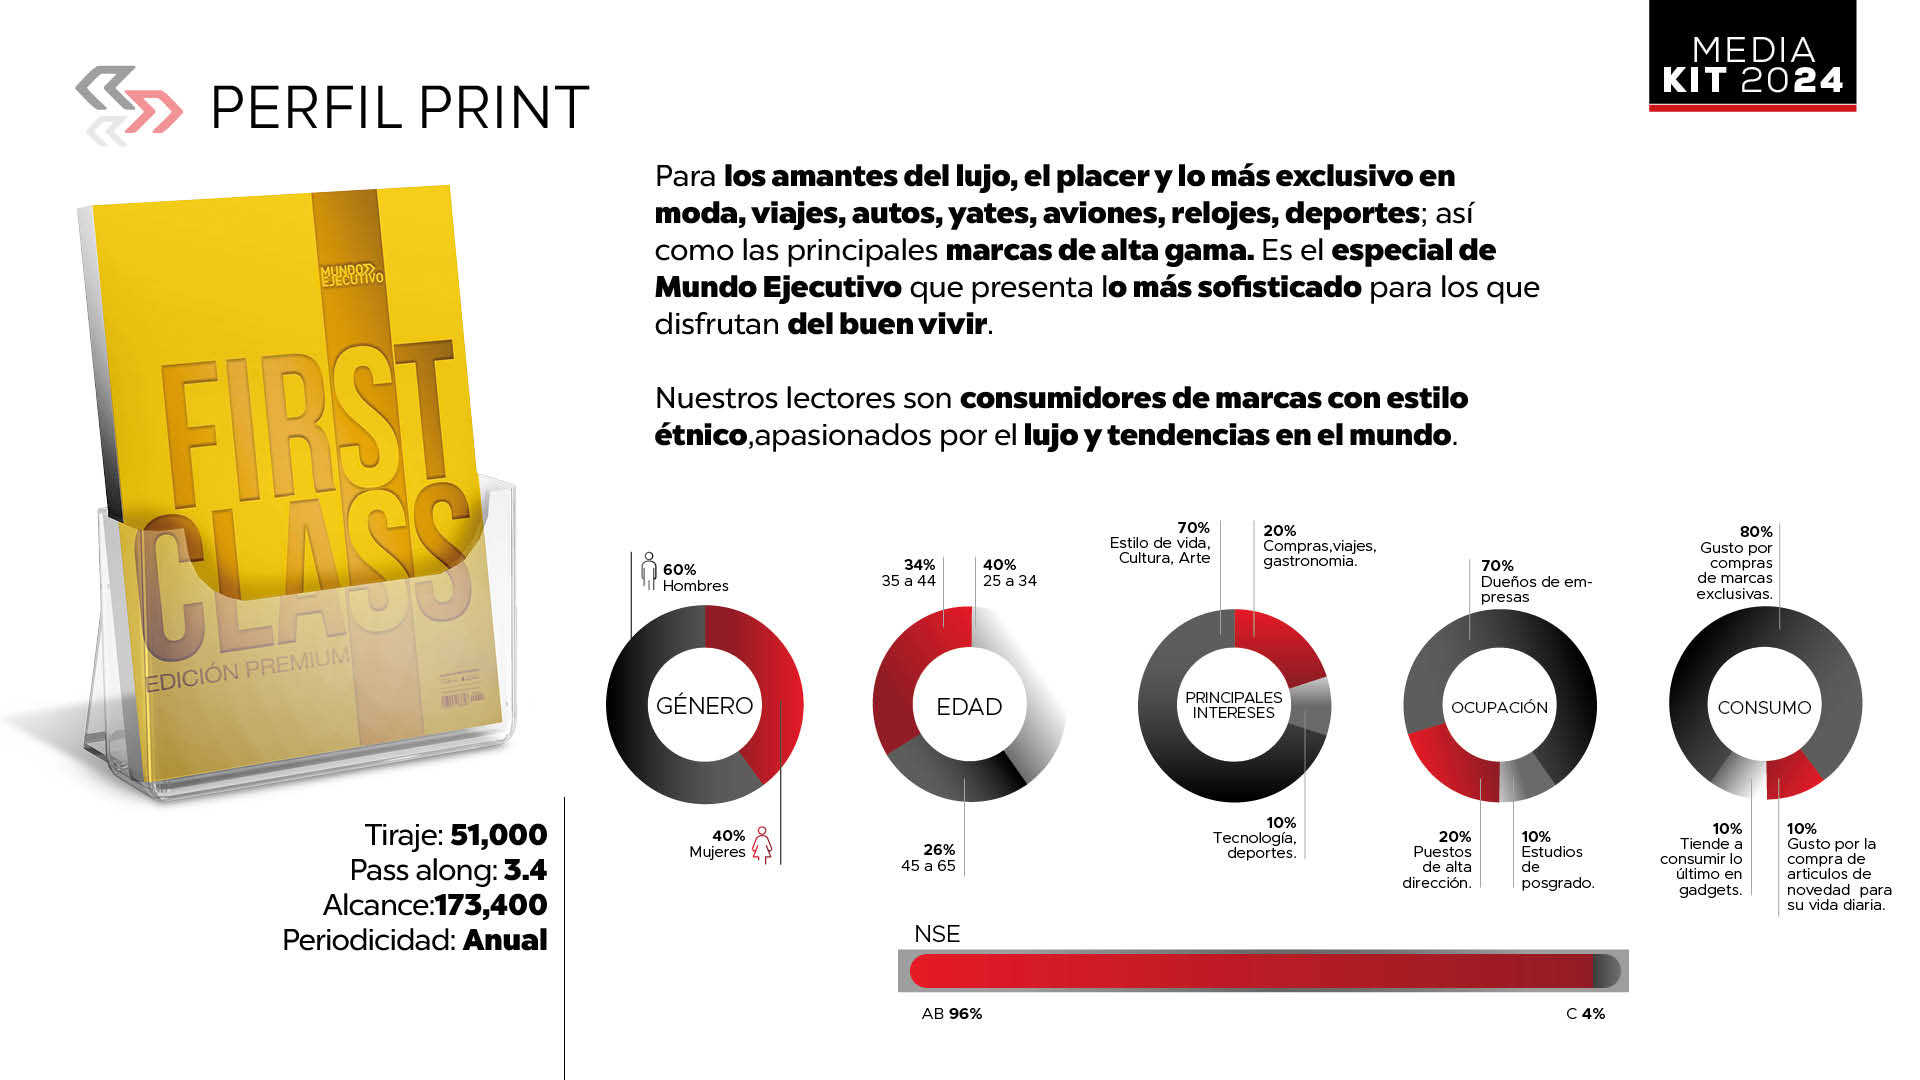 MEDIA
KIT 2024
PERFIL PRINT
Para los amantes del lujo, el placer y lo más exclusivo en
moda, viajes, autos, yates, aviones, relojes, deportes; así
como las principales marcas de alta gama. Es el especial de
Mundo Ejecutivo que presenta lo más sofisticado para los que
disfrutan del buen vivir.
Nuestros lectores son consumidores de marcas con estilo
étnico,apasionados por el lujo y tendencias en el mundo.
MUNDO
EJECUTIVO
FIRST
CLASS
EDICIÓN PREMIUM
Tiraje: 51,000
Pass along: 3.4
Alcance:173,400
Periodicidad: Anual
60%
Hombres
GÉNERO
40%
Mujeres
34%
35 a 44
40%
25 a 34
EDAD
26%
45 a 65
70%
Estilo de vida,
Cultura, Arte
20%
Compras,viajes,
gastronomia.
PRINCIPALES
INTERESES
10%
Tecnología,
deportes.
70%
Dueños de em-
presas
OCUPACIÓN
20%
Puestos
de alta
dirección.
10%
Estudios
de
posgrado.
80%
Gusto por
compras
de marcas
exclusivas.
CONSUMO
10%
Tiende a
consumir lo
último en
gadgets.
10%
Gusto por la
compra de
articulos de
novedad para
su vida diaria.
NSE
AB 96%
C 4%